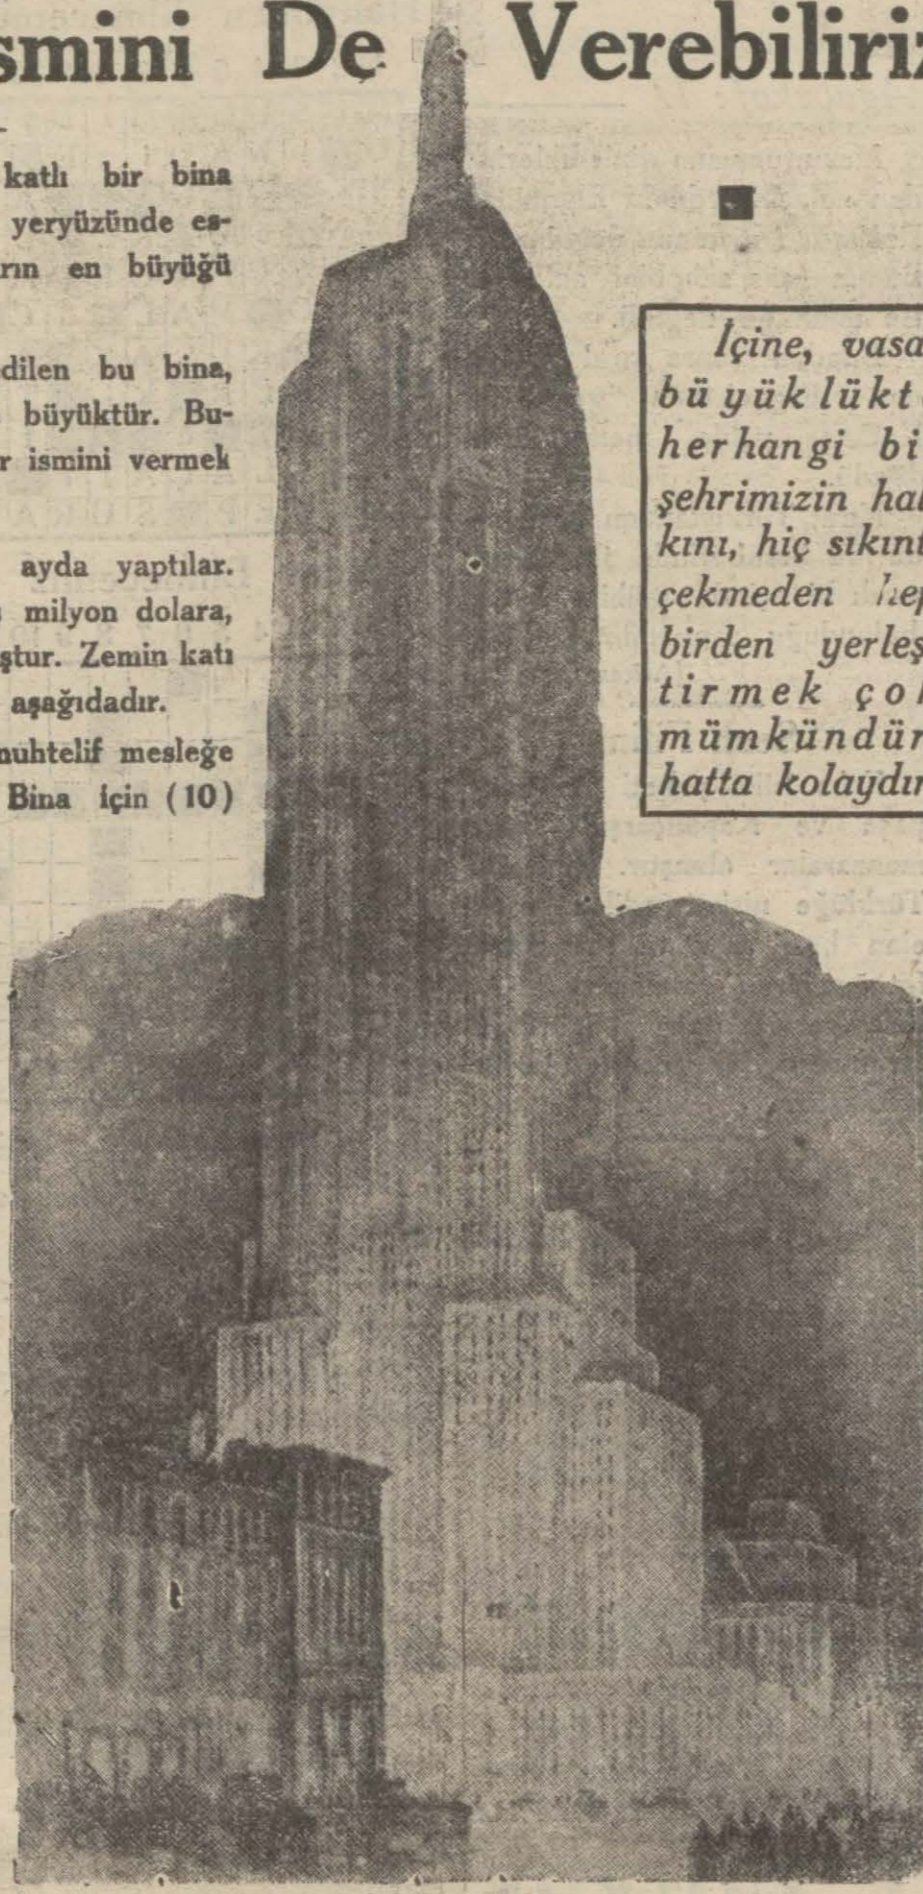 smini De Verebiliriz
katlı bir bina
yeryüzünde es-
rın en büyüğü
dilen bu bina,
büyüktür. Bu-
r ismini vermek
ayda yaptılar.
milyon dolara,
ştur. Zemin katı
aşağıdadır.
muhtelif mesleğe
Bina için (10)
İçine, vasa
büyüklükt
herhangi bi
şehrimizin hal
kını, hiç sıkınt
çekmeden hep
birden yerleş
tirmek çok
mümkündür
hatta kolaydır